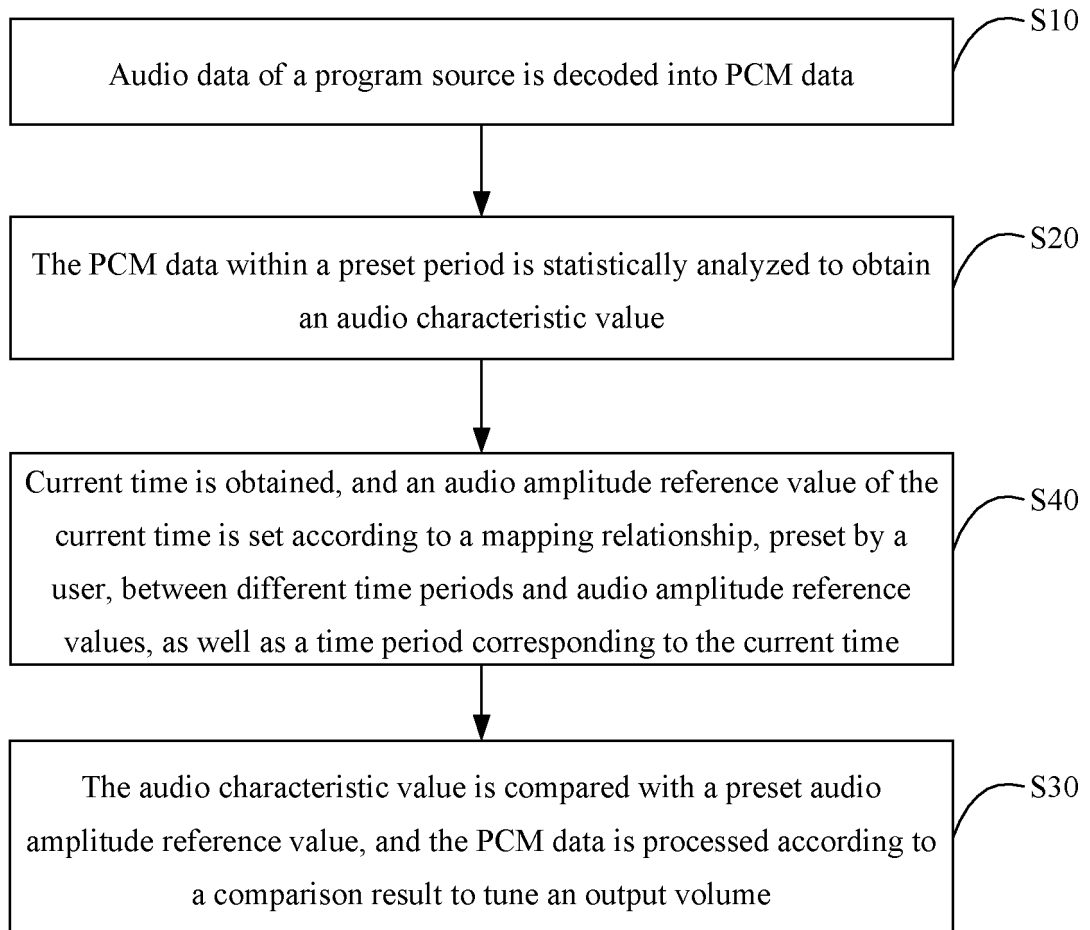 S10
Audio data of a program source is decoded into PCM data
S20
The PCM data within a preset period is statistically analyzed to obtain
an audio characteristic value
S40
Current time is obtained, and an audio amplitude reference value of the
current time is set according to a mapping relationship, preset by a
user, between different time periods and audio amplitude reference
values, as well as a time period corresponding to the current time
S30
The audio characteristic value is compared with a preset audio
amplitude reference value, and the PCM data is processed according to
a comparison result to tune an output volume